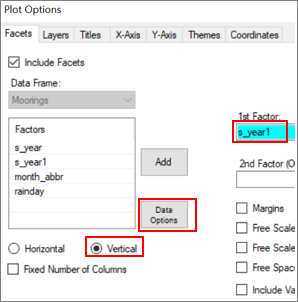 Plot Options
Facets Layers Titles X-Axis Y-Axis Themes Coordinates
Include Facets
Data Frame:
Moorings
1st Factor:
Factors
s_year1
s_year
s_year1
month_abbr
rainday
Add
2nd Factor (O
Data
Options
Margins
Horizontal
Vertical
Free Scale
Free Scale
Fixed Number of Columns
Free Spac
Include Va